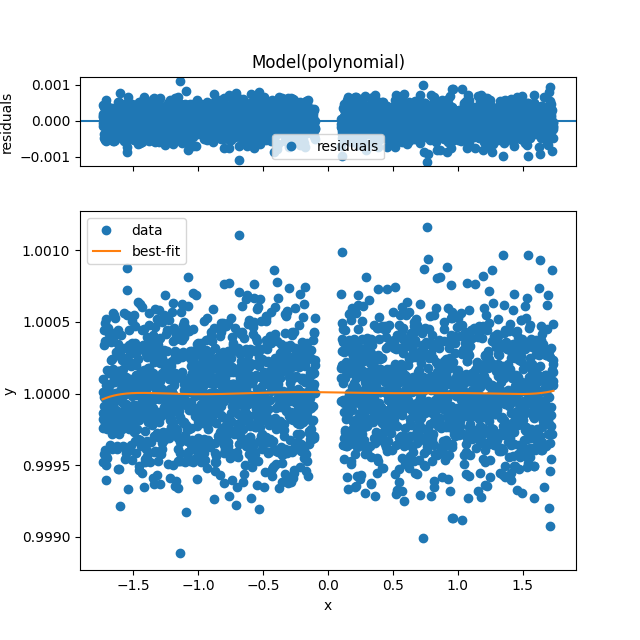 Model(polynomial)
0.001
0.000
−0.001
residuals
residuals
data
best-fit
1.0010
1.0005
1.0000
0.9995
0.9990
y
−1.5 −1.0 −0.5 0.0 0.5 1.0 1.5
x